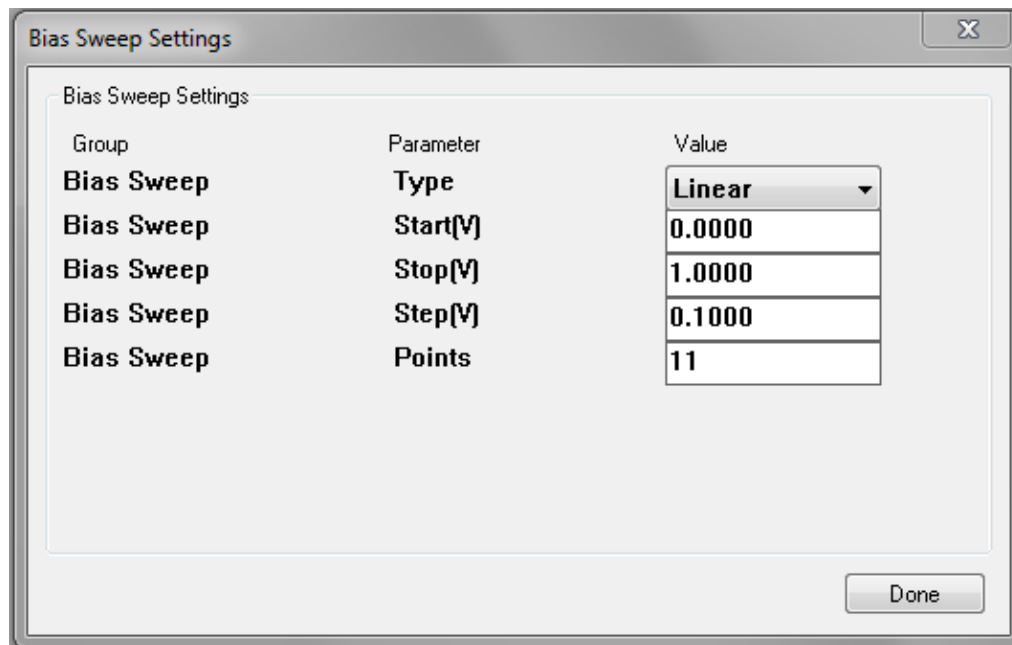 Bias Sweep Settings
Bias Sweep Settings
Group Parameter Value
Bias Sweep Type Linear
Bias Sweep Start(V) 0.0000
Bias Sweep Stop(V) 1.0000
Bias Sweep Step(V) 0.1000
Bias Sweep Points 11
Done